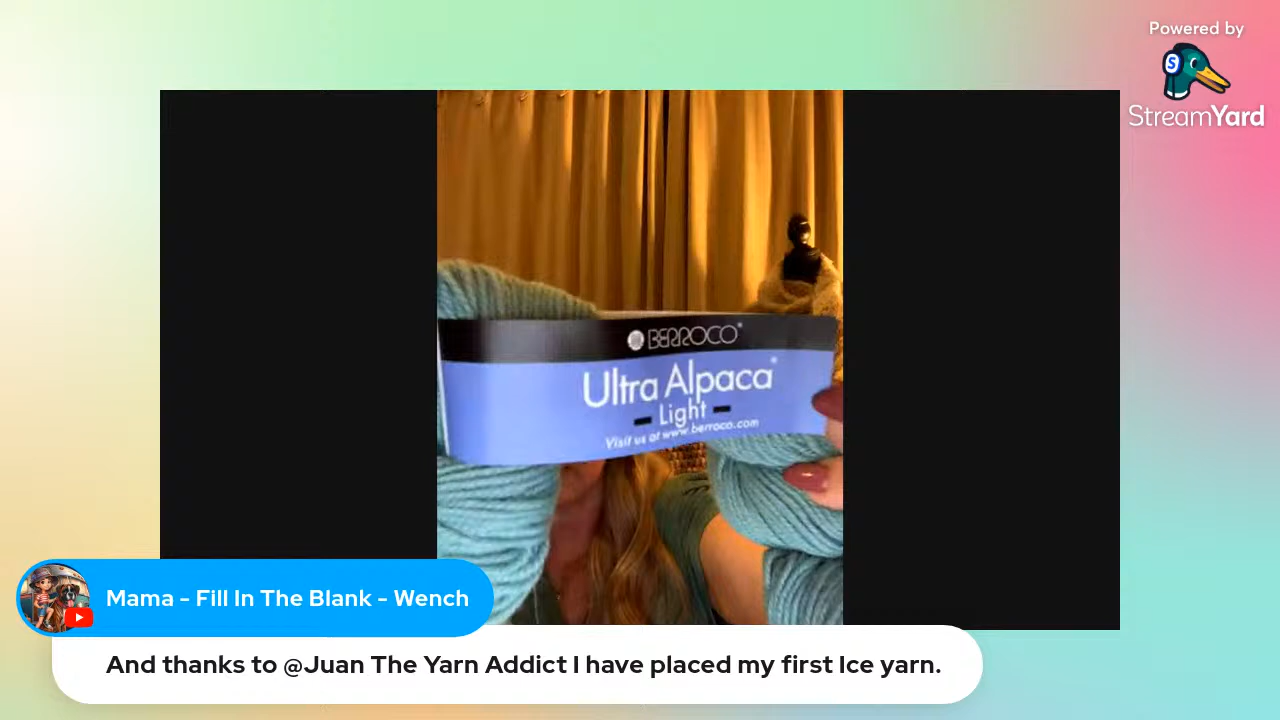 Powered by
StreamYard
BERROCO®
Ultra Alpaca®
Light
Visit us at www.berroco.com
Mama - Fill In The Blank - Wench
And thanks to @Juan The Yarn Addict I have placed my first Ice yarn.